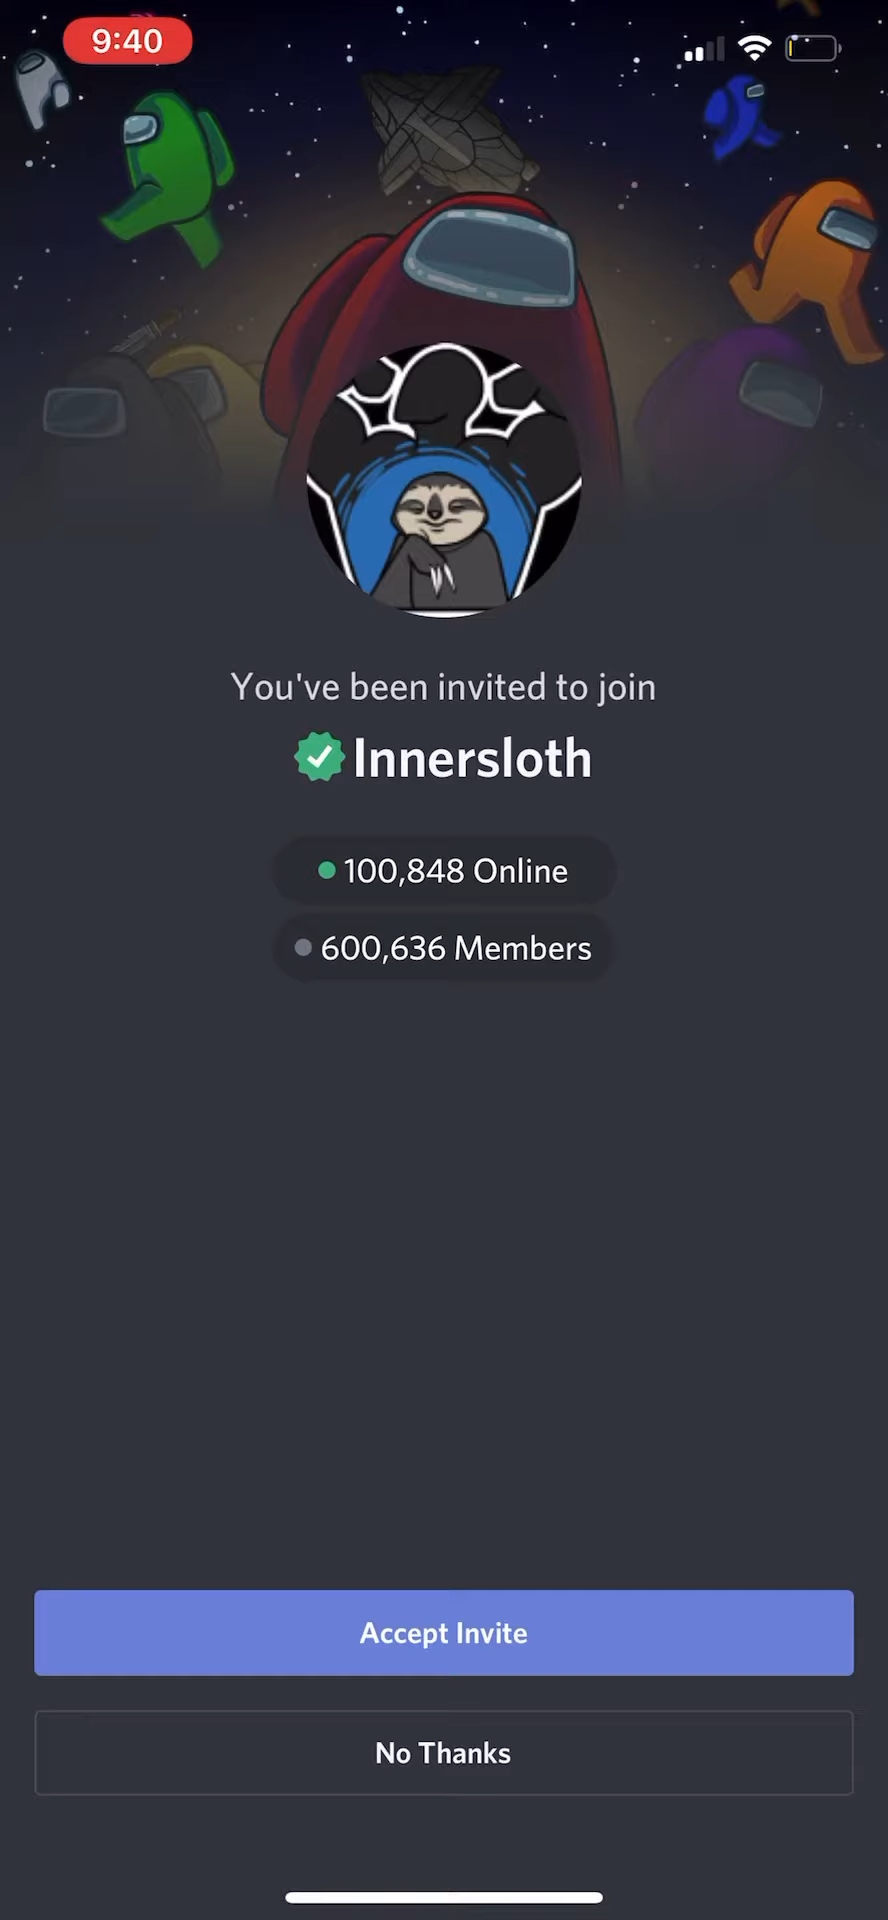 9:40
You've been invited to join
Innersloth
100,848 Online
600,636 Members
Accept Invite
No Thanks